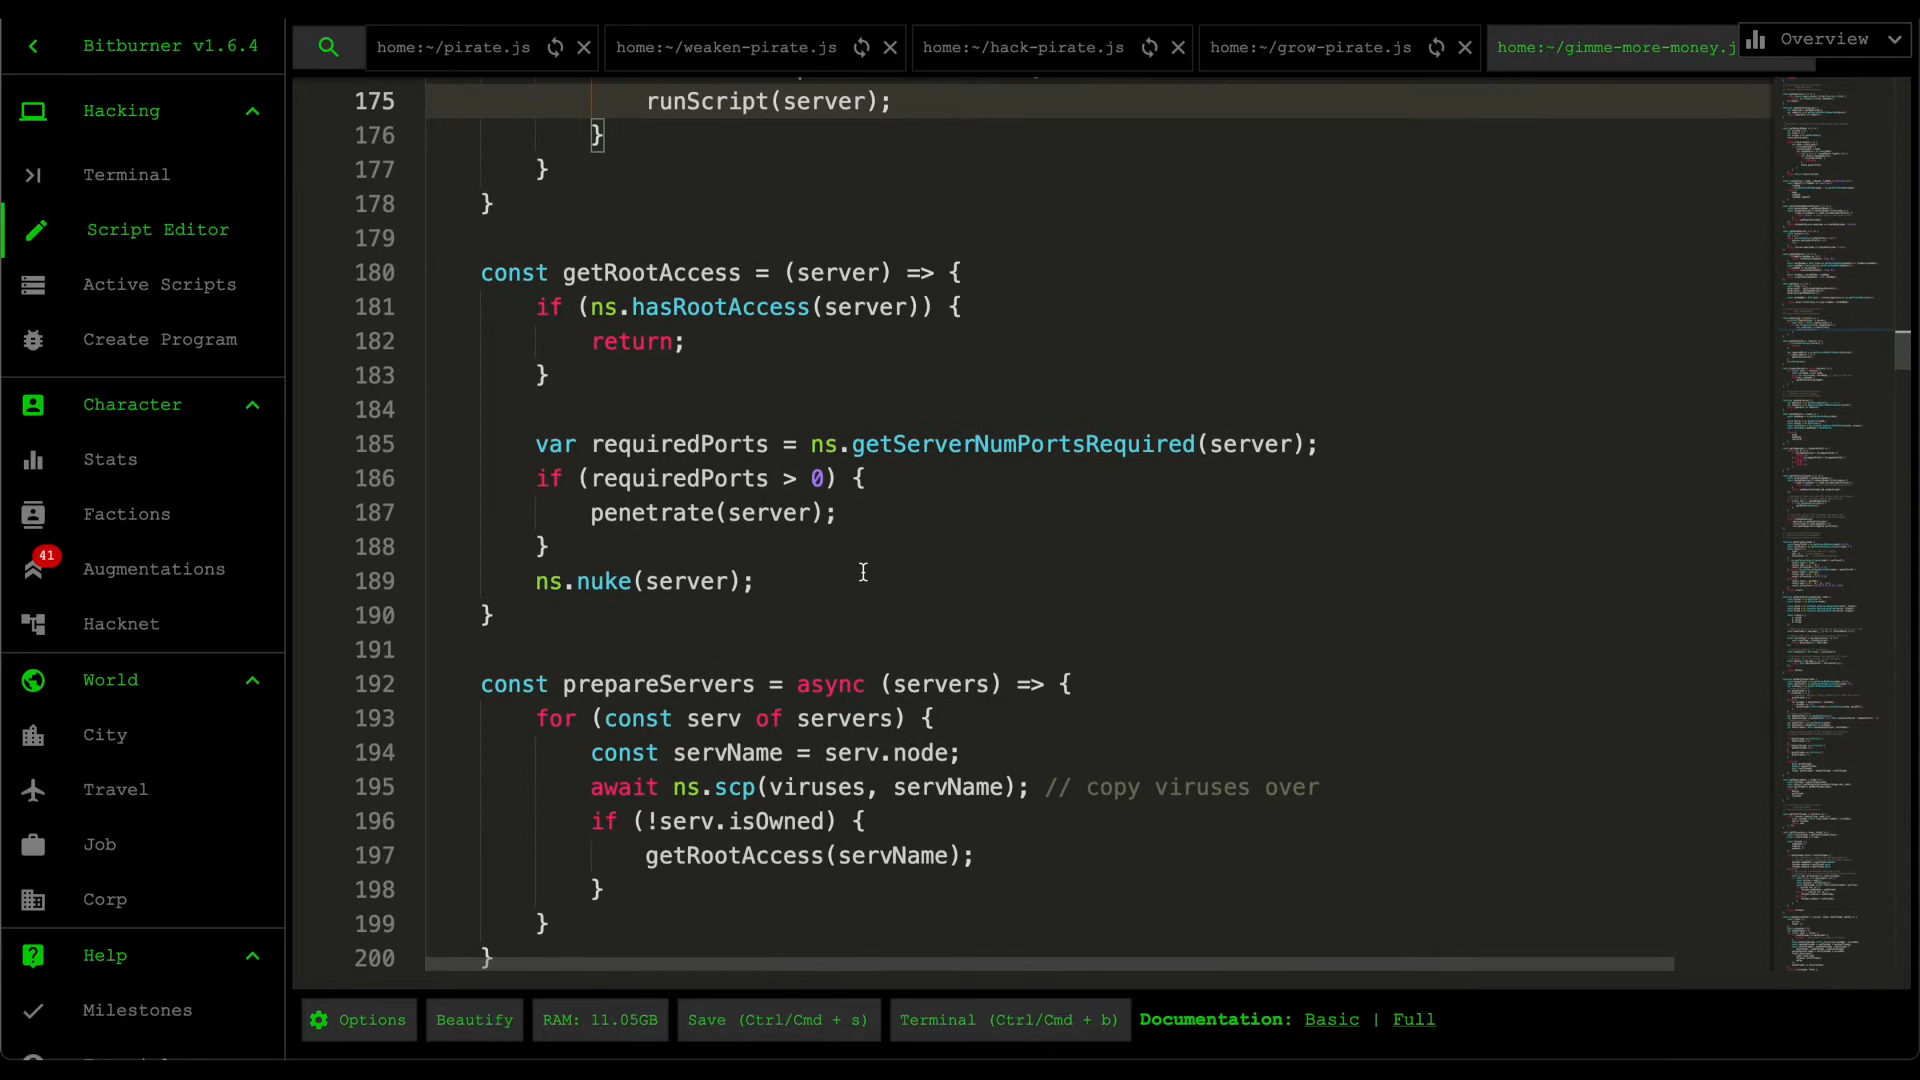 Bitburner v1.6.4
home:~/pirate.js
home:~/weaken-pirate.js
home:~/hack-pirate.js
home:~/grow-pirate.js
home:~/gimme-more-money.j
Overview
Hacking
Terminal
Script Editor
Active Scripts
Create Program
Character
Stats
Factions
41
Augmentations
Hacknet
World
City
Travel
Job
Corp
Help
Milestones
175 runScript(server);
176 }
177 }
178 }
179
180 const getRootAccess = (server) => {
181 if (ns.hasRootAccess(server)) {
182 return;
183 }
184
185 var requiredPorts = ns.getServerNumPortsRequired(server);
186 if (requiredPorts > 0) {
187 penetrate(server);
188 }
189 ns.nuke(server);
190 }
191
192 const prepareServers = async (servers) => {
193 for (const serv of servers) {
194 const servName = serv.node;
195 await ns.scp(viruses, servName); // copy viruses over
196 if (!serv.isOwned) {
197 getRootAccess(servName);
198 }
199 }
200 }
Options
Beautify
RAM: 11.05GB
Save (Ctrl/Cmd + s)
Terminal (Ctrl/Cmd + b)
Documentation: Basic | Full